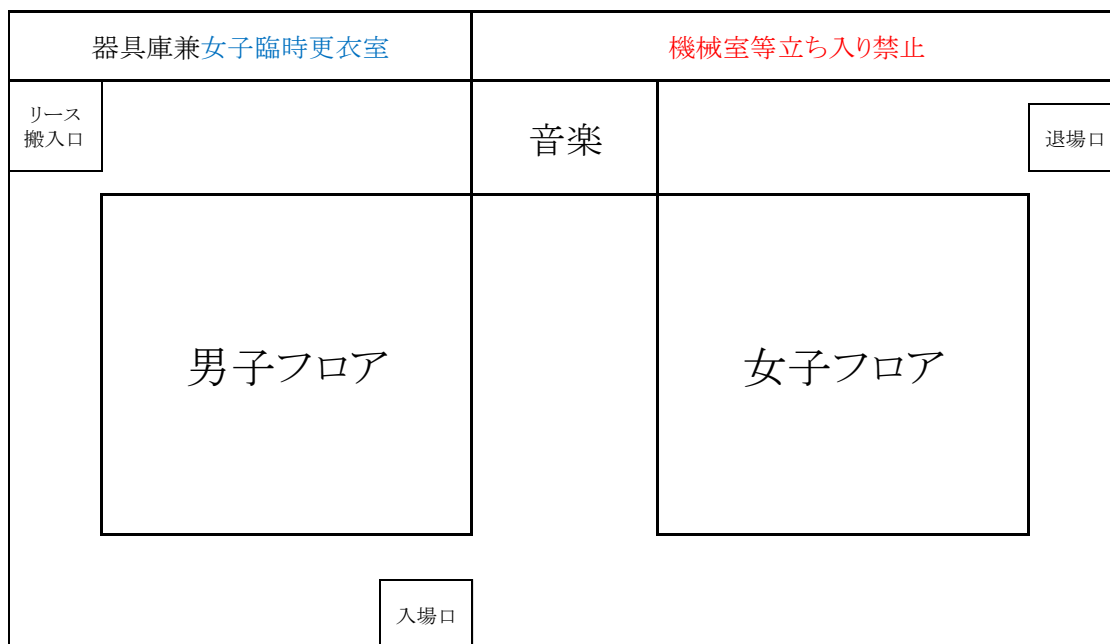 器具庫兼女子臨時更衣室
機械室等立ち入り禁止
リース
搬入口
音楽
退場口
男子フロア
女子フロア
入場口